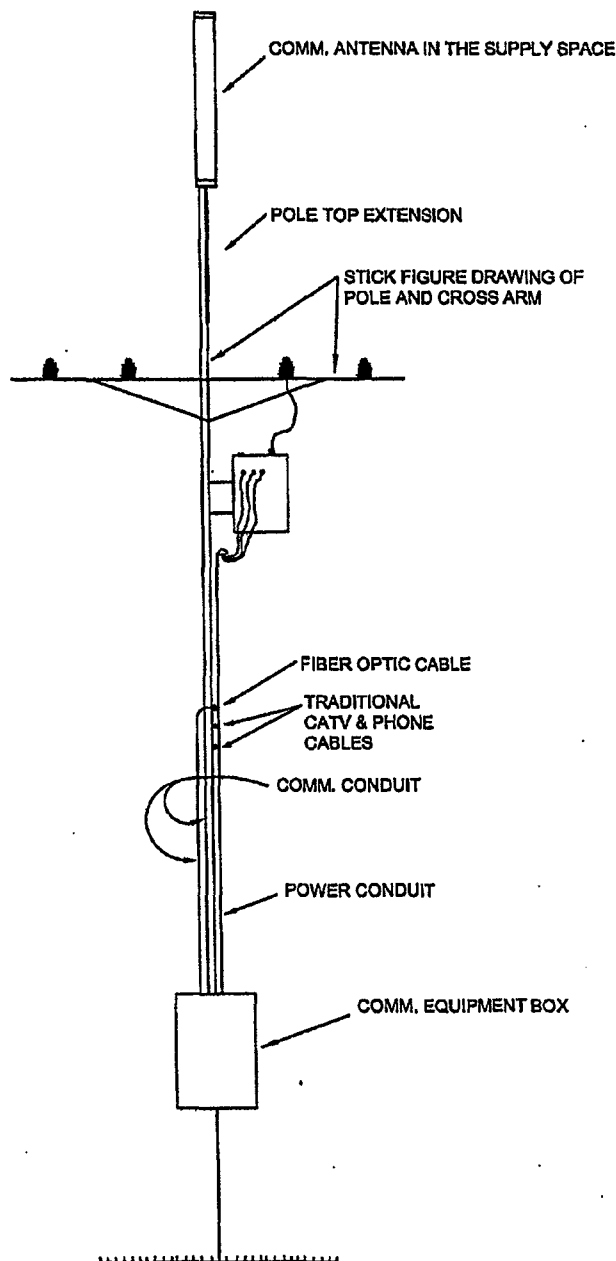 COMM. ANTENNA IN THE SUPPLY SPACE
POLE TOP EXTENSION
STICK FIGURE DRAWING OF
POLE AND CROSS ARM
FIBER OPTIC CABLE
TRADITIONAL
CATV & PHONE
CABLES
COMM. CONDUIT
POWER CONDUIT
COMM. EQUIPMENT BOX